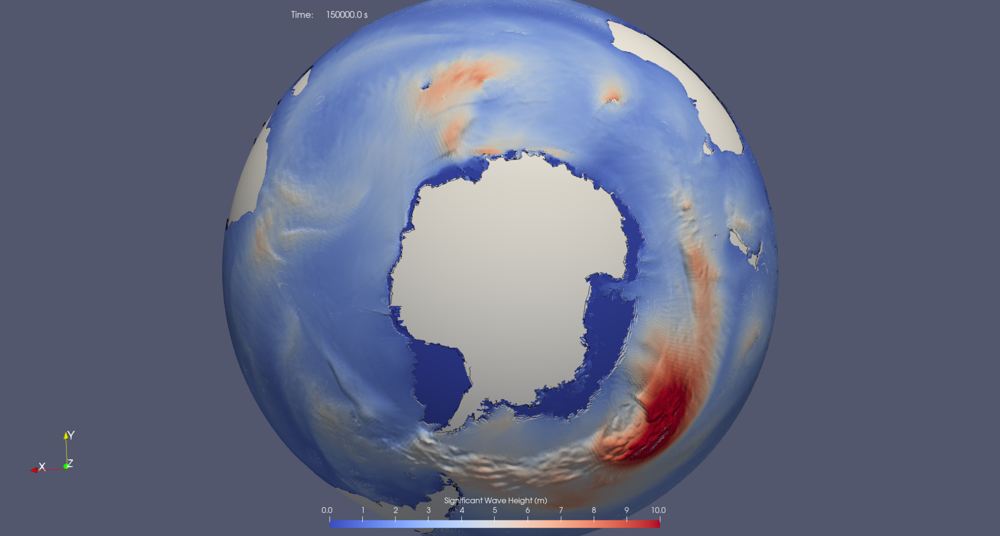 Time: 150000.0 s
Y
X
Z
Significant Wave Height (m)
0.0 1 2 3 4 5 6 7 8 9 10.0